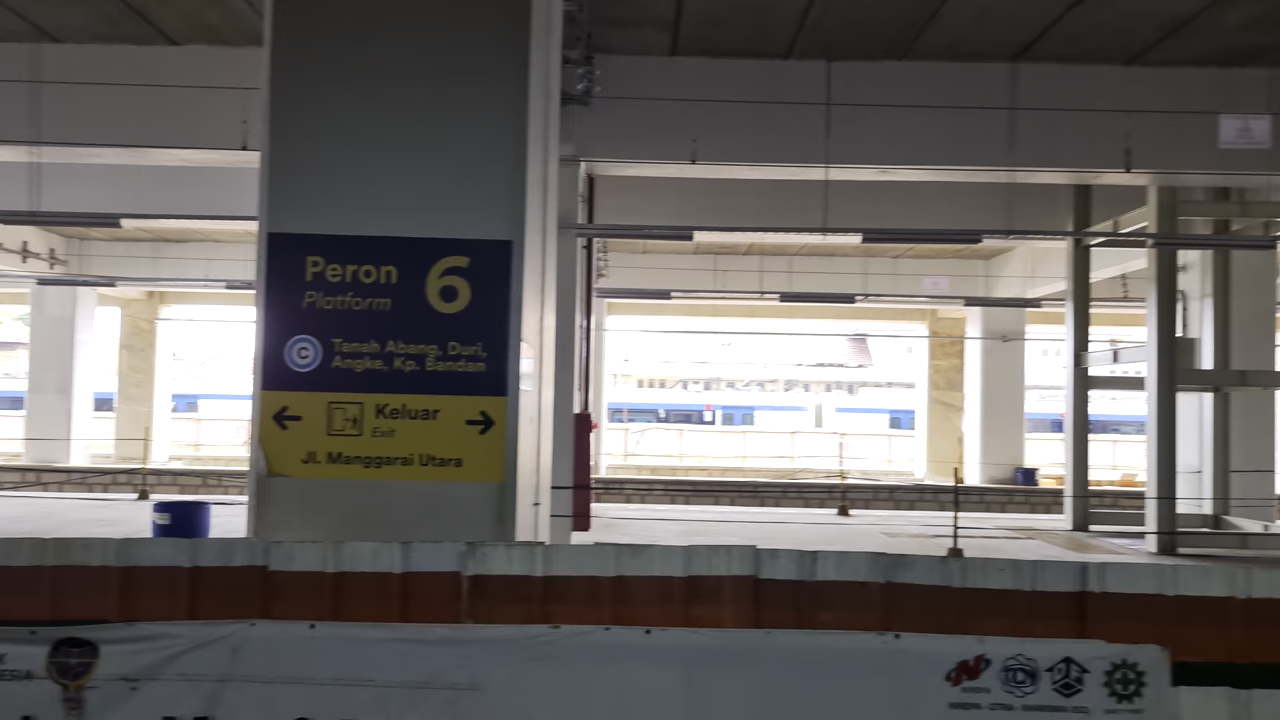 Peron 6
Platform
C
Tanah Abang, Duri,
Angke, Kp. Bandan
Keluar
Exit
Jl. Manggarai Utara